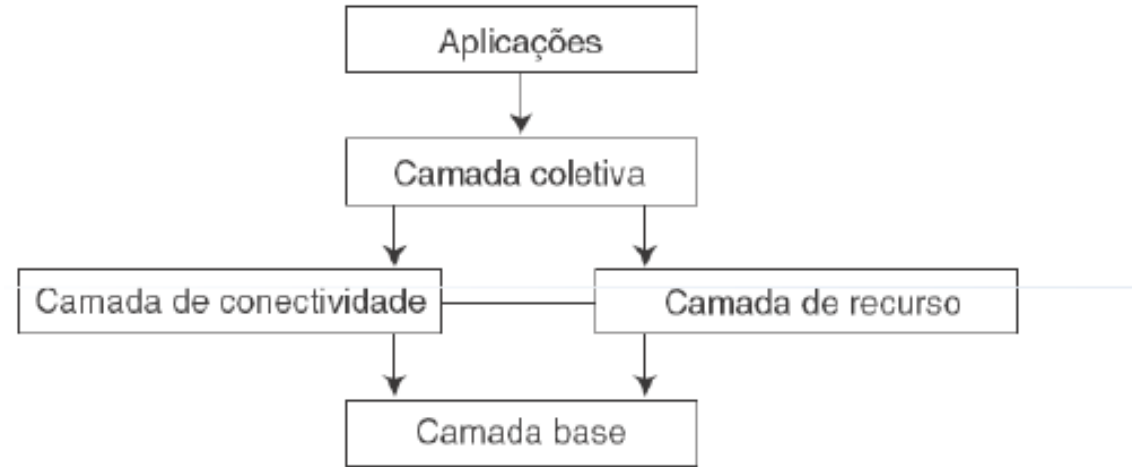 Aplicações
Camada coletiva
Camada de conectividade
Camada de recurso
Camada base